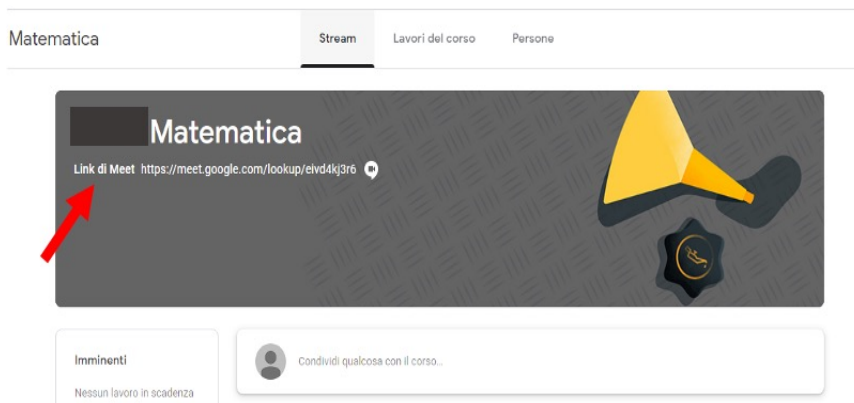 Matematica
Stream Lavori del corso Persone
Matematica
Link di Meet https://meet.google.com/lookup/eivd4kj3r6
Imminenti
Nessun lavoro in scadenza
Condividi qualcosa con il corso...